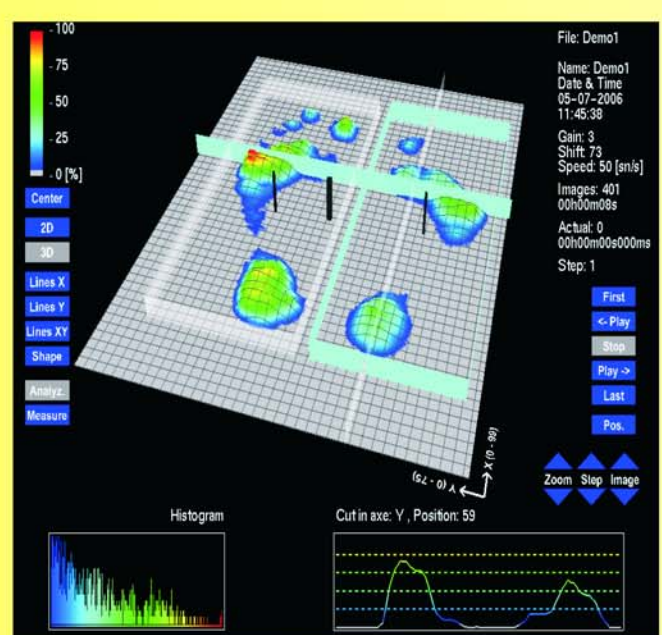 100
75
50
25
0 [%]
Center
2D
3D
Lines X
Lines Y
Lines XY
Shape
Analyz.
Measure
File: Demo1
Name: Demo1
Date & Time
05-07-2006
11:45:38
Gain: 3
Shift: 73
Speed: 50 [sn/s]
Images: 401
00h00m08s
Actual: 0
00h00m00s000ms
Step: 1
First
<- Play
Stop
Play ->
Last
Pos.
Zoom Step Image
X (0 - 99)
Y (0 - 75)
Histogram
Cut in axe: Y , Position: 59